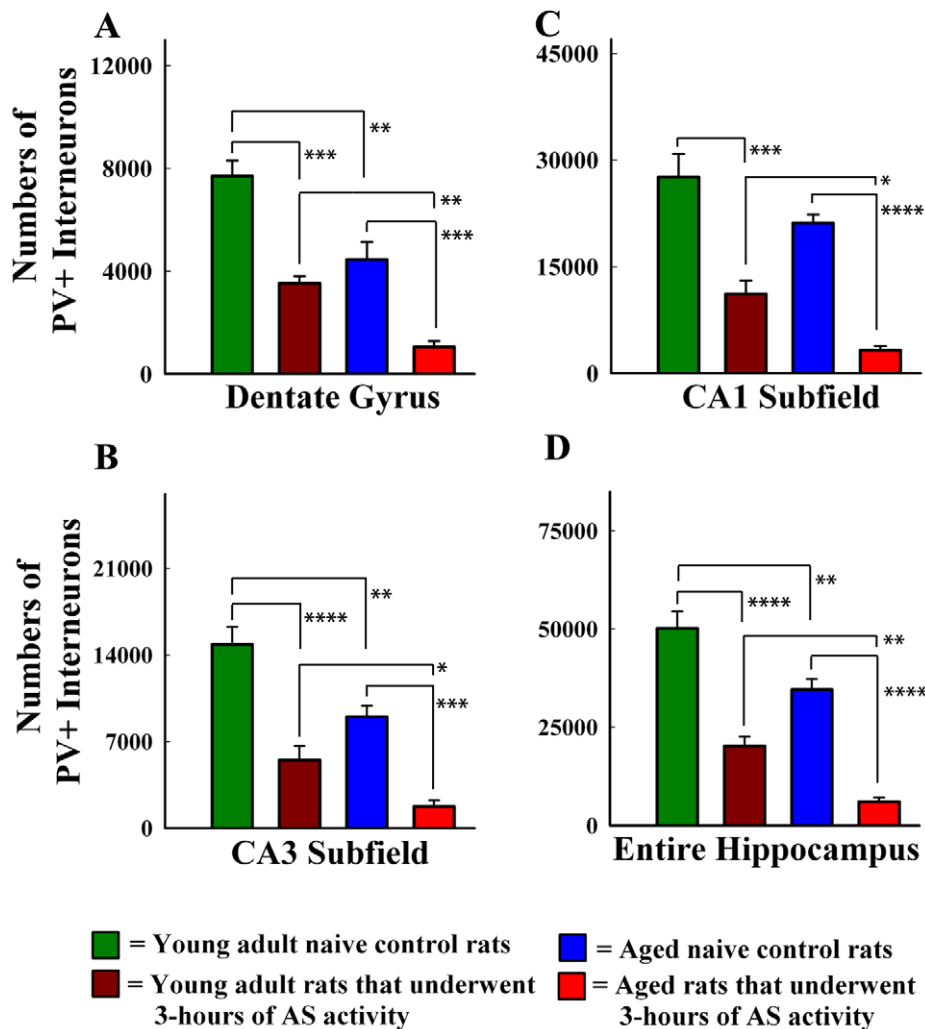 A
Numbers of
PV+ Interneurons
12000
8000
4000
0
**
***
**
***
Dentate Gyrus
C
45000
30000
15000
0
***
*
****
CA1 Subfield
B
Numbers of
PV+ Interneurons
21000
14000
7000
0
**
****
*
***
CA3 Subfield
D
75000
50000
25000
0
**
****
**
****
Entire Hippocampus
= Young adult naive control rats
= Young adult rats that underwent
3-hours of AS activity
= Aged naive control rats
= Aged rats that underwent
3-hours of AS activity